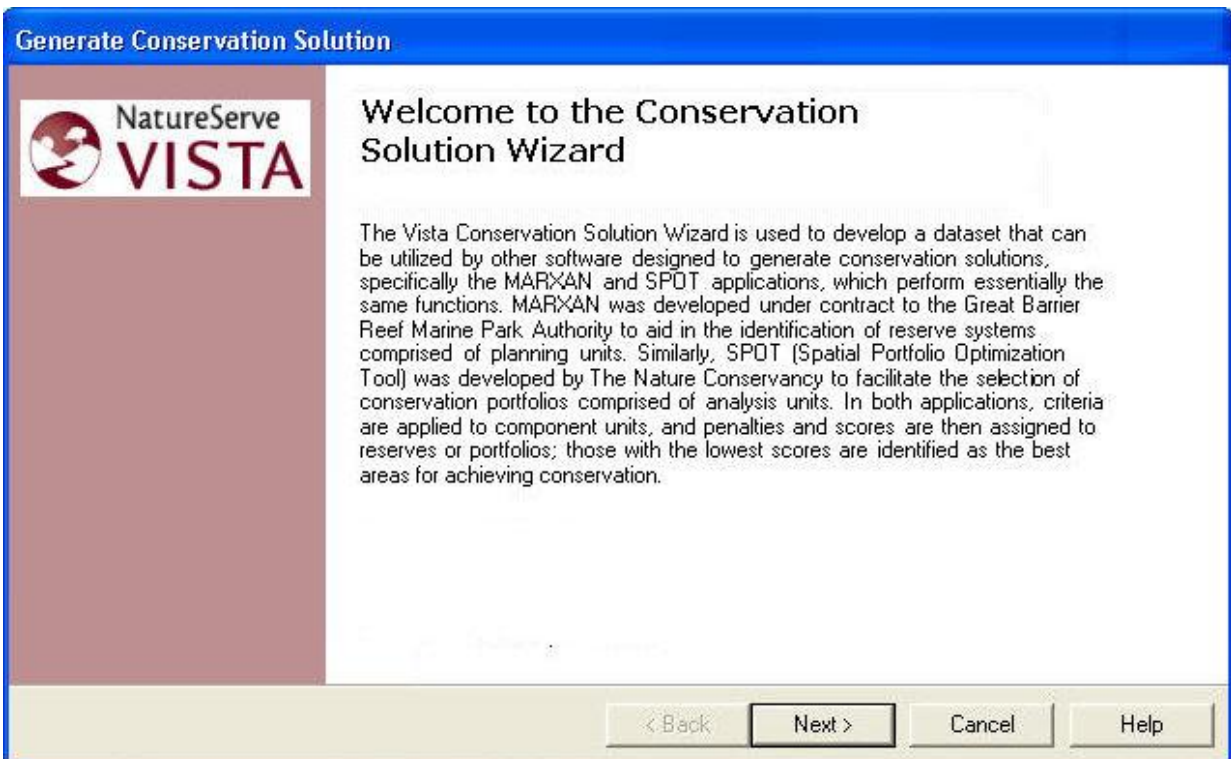 Generate Conservation Solution
NatureServe
VISTA
Welcome to the Conservation
Solution Wizard
The Vista Conservation Solution Wizard is used to develop a dataset that can
be utilized by other software designed to generate conservation solutions,
specifically the MARXAN and SPOT applications, which perform essentially the
same functions. MARXAN was developed under contract to the Great Barrier
Reef Marine Park Authority to aid in the identification of reserve systems
comprised of planning units. Similarly, SPOT (Spatial Portfolio Optimization
Tool) was developed by The Nature Conservancy to facilitate the selection of
conservation portfolios comprised of analysis units. In both applications, criteria
are applied to component units, and penalties and scores are then assigned to
reserves or portfolios; those with the lowest scores are identified as the best
areas for achieving conservation.
< Back Next > Cancel Help